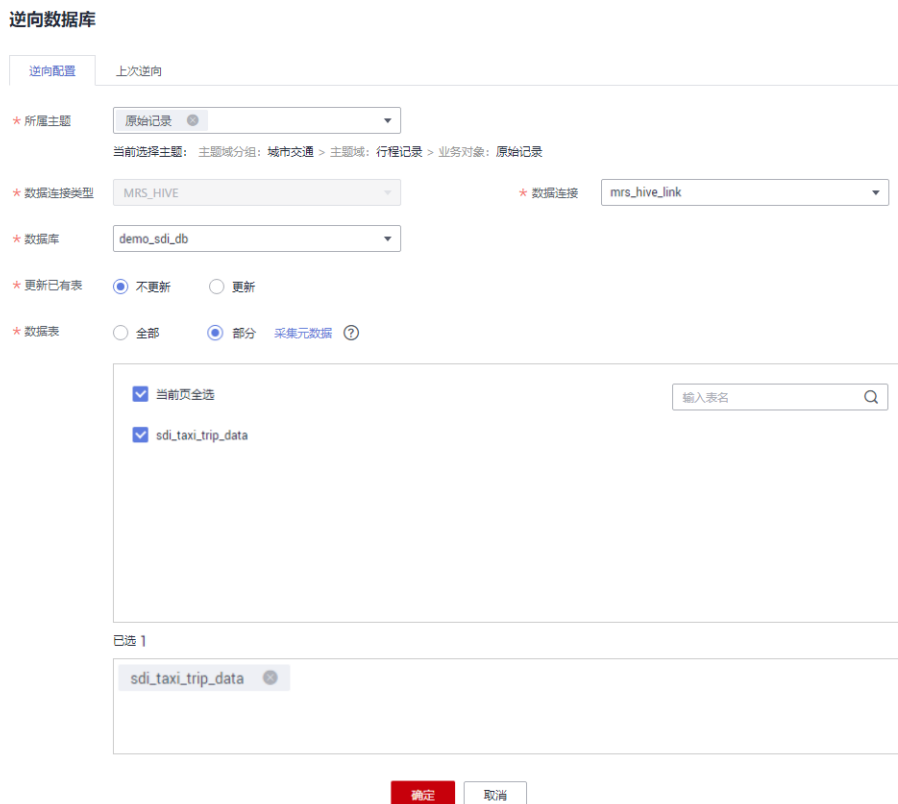 逆向数据库
逆向配置 上次逆向
* 所属主题 原始记录
当前选择主题： 主题域分组：城市交通 > 主题域：行程记录 > 业务对象：原始记录
* 数据连接类型 MRS_HIVE * 数据连接 mrs_hive_link
* 数据库 demo_sdi_db
* 更新已有表 不更新 更新
* 数据表 全部 部分 采集元数据 ?
当前页全选 输入表名
sdi_taxi_trip_data
已选 1
sdi_taxi_trip_data
确定 取消